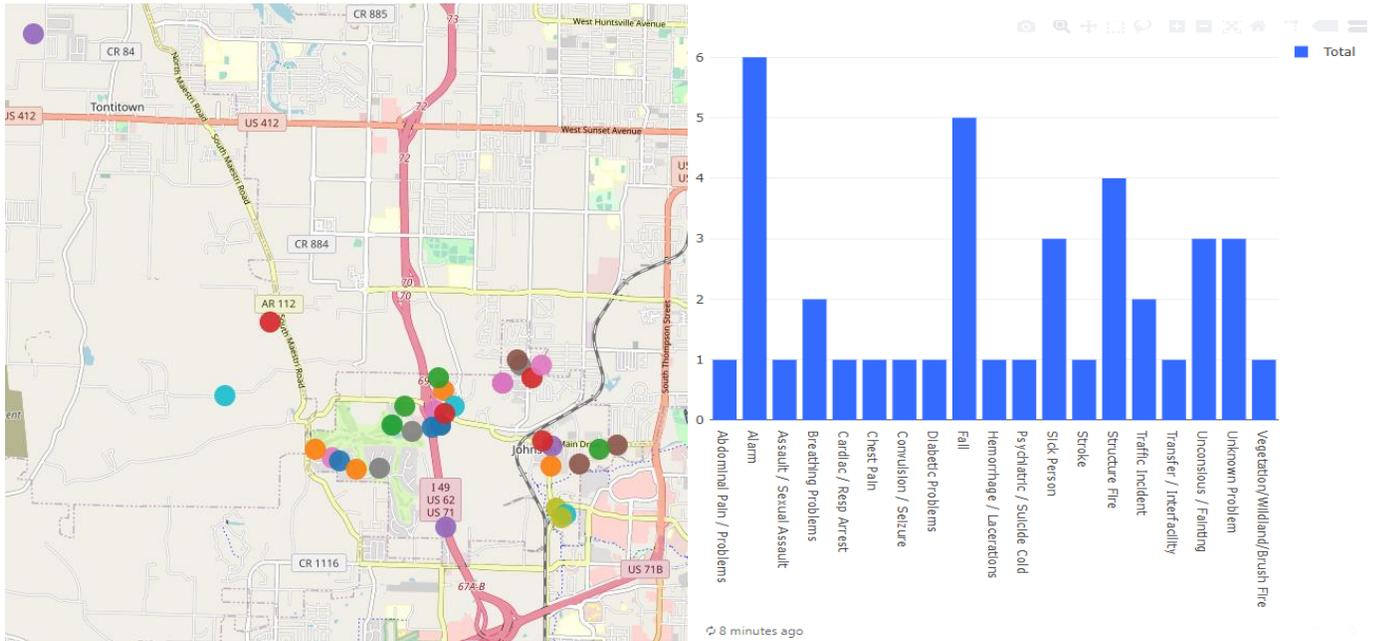 CR 885
73
West Huntsville Avenue
CR 84
North Maestri Road
Tontitown
72
US 412
US 412
West Sunset Avenue
72
South Maestri Road
CR 884
70
70
AR 112
South Maestri Road
South Thompson Street
69
ent
Main Dr
Johns
I 49
US 62
US 71
CR 1116
US 71B
67A-B
Total
6
5
4
3
2
1
0
Abdominal Pain / Problems
Alarm
Assault / Sexual Assault
Breathing Problems
Cardiac / Resp Arrest
Chest Pain
Convulsion / Seizure
Diabetic Problems
Fall
Hemorrhage / Lacerations
Psychiatric / Suicide Cold
Sick Person
Stroke
Structure Fire
Traffic Incident
Transfer / Interfacility
Unconsious / Fainting
Unknown Problem
Vegetation/Wildland/Brush Fire
8 minutes ago